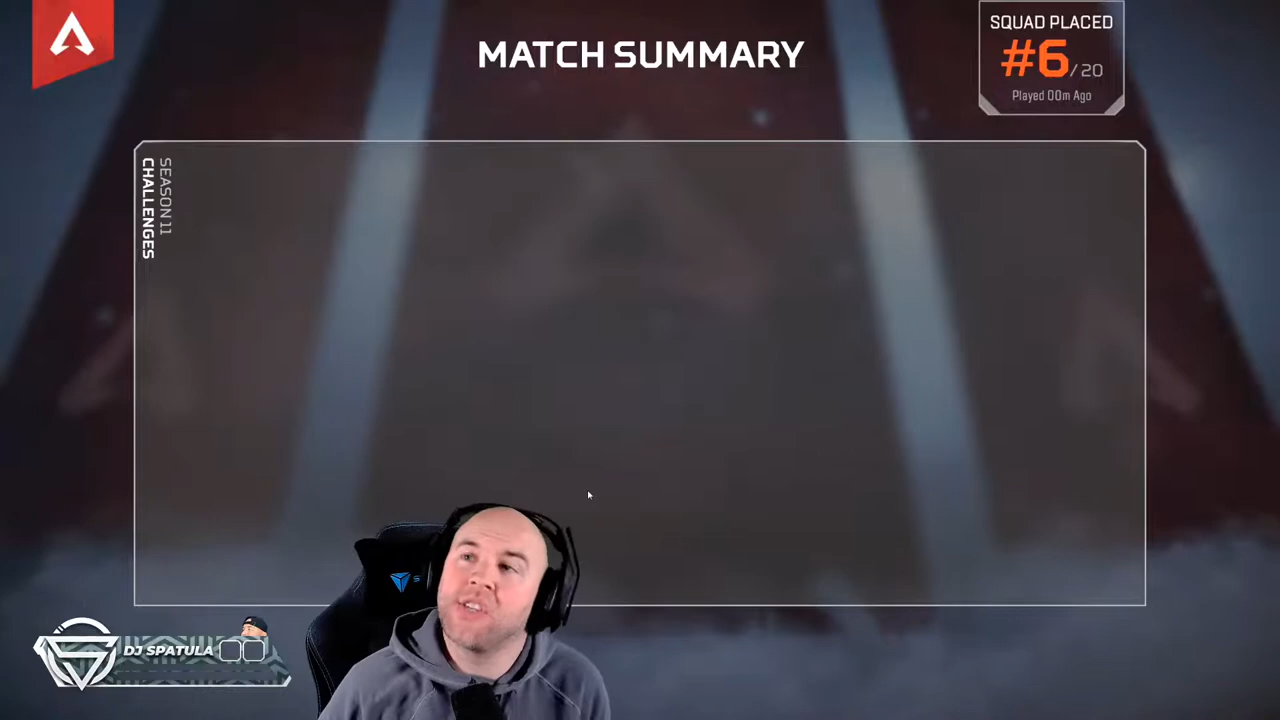 MATCH SUMMARY
SQUAD PLACED
#6/20
Played 00m Ago
SEASON 11
CHALLENGES
DJ SPATULA